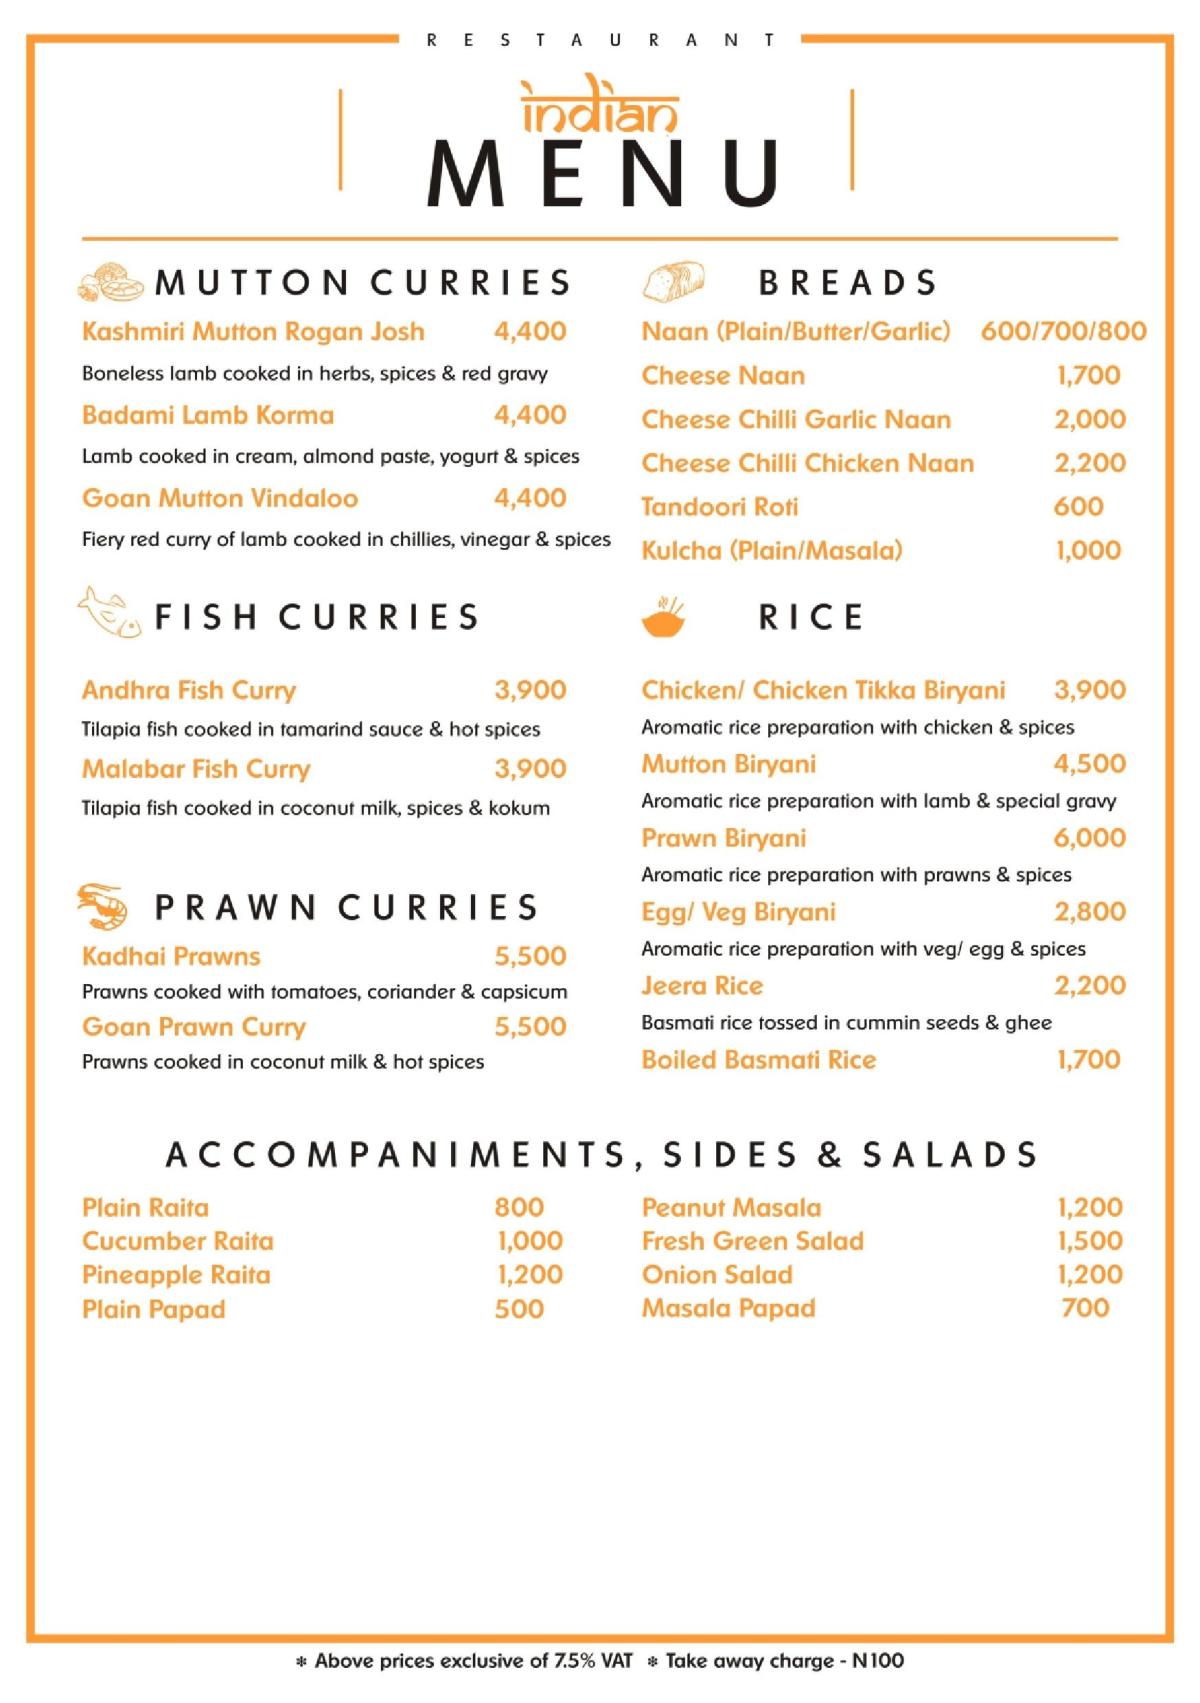 RESTAURANT
indian
MENU
MUTTON CURRIES
Kashmiri Mutton Rogan Josh 4,400
Boneless lamb cooked in herbs, spices & red gravy
Badami Lamb Korma 4,400
Lamb cooked in cream, almond paste, yogurt & spices
Goan Mutton Vindaloo 4,400
Fiery red curry of lamb cooked in chillies, vinegar & spices
FISH CURRIES
Andhra Fish Curry 3,900
Tilapia fish cooked in tamarind sauce & hot spices
Malabar Fish Curry 3,900
Tilapia fish cooked in coconut milk, spices & kokum
PRAWN CURRIES
Kadhai Prawns 5,500
Prawns cooked with tomatoes, coriander & capsicum
Goan Prawn Curry 5,500
Prawns cooked in coconut milk & hot spices
BREADS
Naan (Plain/Butter/Garlic) 600/700/800
Cheese Naan 1,700
Cheese Chilli Garlic Naan 2,000
Cheese Chilli Chicken Naan 2,200
Tandoori Roti 600
Kulcha (Plain/Masala) 1,000
RICE
Chicken/ Chicken Tikka Biryani 3,900
Aromatic rice preparation with chicken & spices
Mutton Biryani 4,500
Aromatic rice preparation with lamb & special gravy
Prawn Biryani 6,000
Aromatic rice preparation with prawns & spices
Egg/ Veg Biryani 2,800
Aromatic rice preparation with veg/ egg & spices
Jeera Rice 2,200
Basmati rice tossed in cummin seeds & ghee
Boiled Basmati Rice 1,700
ACCOMPANIMENTS, SIDES & SALADS
Plain Raita 800
Cucumber Raita 1,000
Pineapple Raita 1,200
Plain Papad 500
Peanut Masala 1,200
Fresh Green Salad 1,500
Onion Salad 1,200
Masala Papad 700
* Above prices exclusive of 7.5% VAT * Take away charge - N100